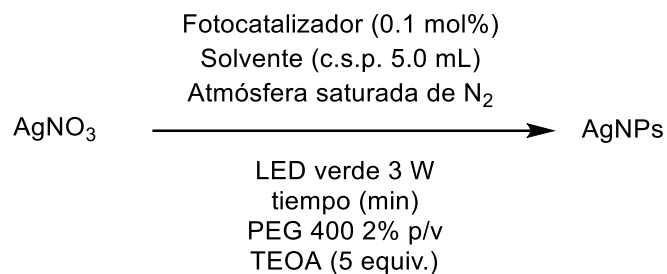 Fotocatalizador (0.1 mol%)
Solvente (c.s.p. 5.0 mL)
Atmósfera saturada de N₂
AgNO₃
AgNPs
LED verde 3 W
tiempo (min)
PEG 400 2% p/v
TEOA (5 equiv.)